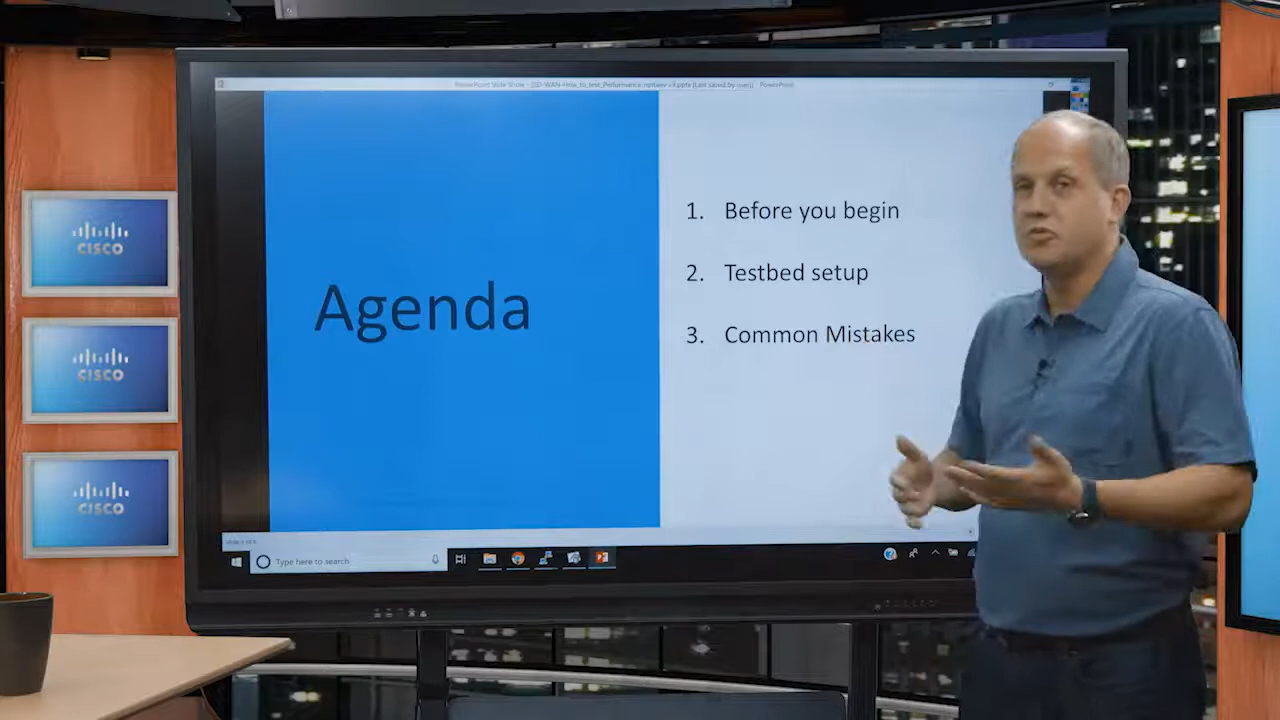 Agenda
1. Before you begin
2. Testbed setup
3. Common Mistakes
CISCO
CISCO
CISCO
Type here to search